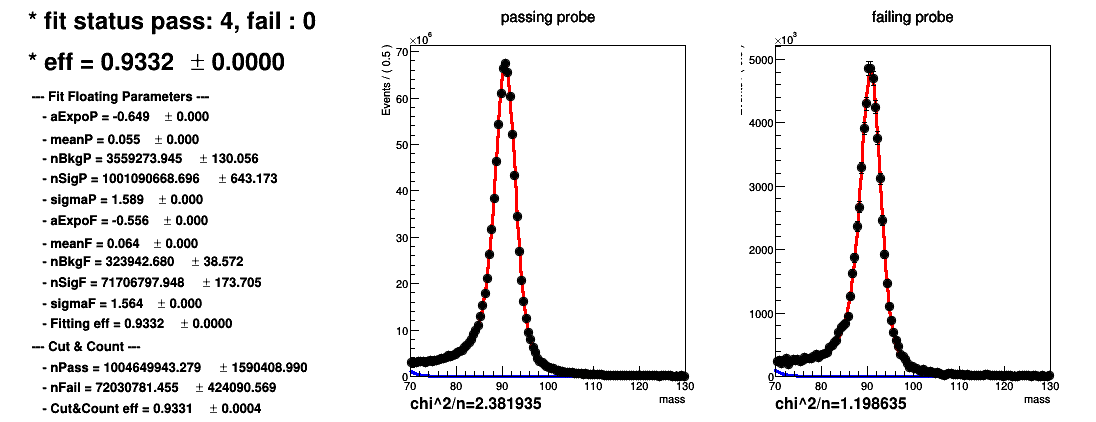 * fit status pass: 4, fail : 0
* eff = 0.9332 ± 0.0000
--- Fit Floating Parameters ---
- aExpoP = -0.649 ± 0.000
- meanP = 0.055 ± 0.000
- nBkgP = 3559273.945 ± 130.056
- nSigP = 1001090668.696 ± 643.173
- sigmaP = 1.589 ± 0.000
- aExpoF = -0.556 ± 0.000
- meanF = 0.064 ± 0.000
- nBkgF = 323942.680 ± 38.572
- nSigF = 71706797.948 ± 173.705
- sigmaF = 1.564 ± 0.000
- Fitting eff = 0.9332 ± 0.0000
--- Cut & Count ---
- nPass = 1004649943.279 ± 1590408.990
- nFail = 72030781.455 ± 424090.569
- Cut&Count eff = 0.9331 ± 0.0004
passing probe
×10⁶
Events / ( 0.5 )
70
60
50
40
30
20
10
0
70 80 90 100 110 120 130
mass
chi^2/n=2.381935
failing probe
×10³
5000
4000
3000
2000
1000
0
70 80 90 100 110 120 130
mass
chi^2/n=1.198635